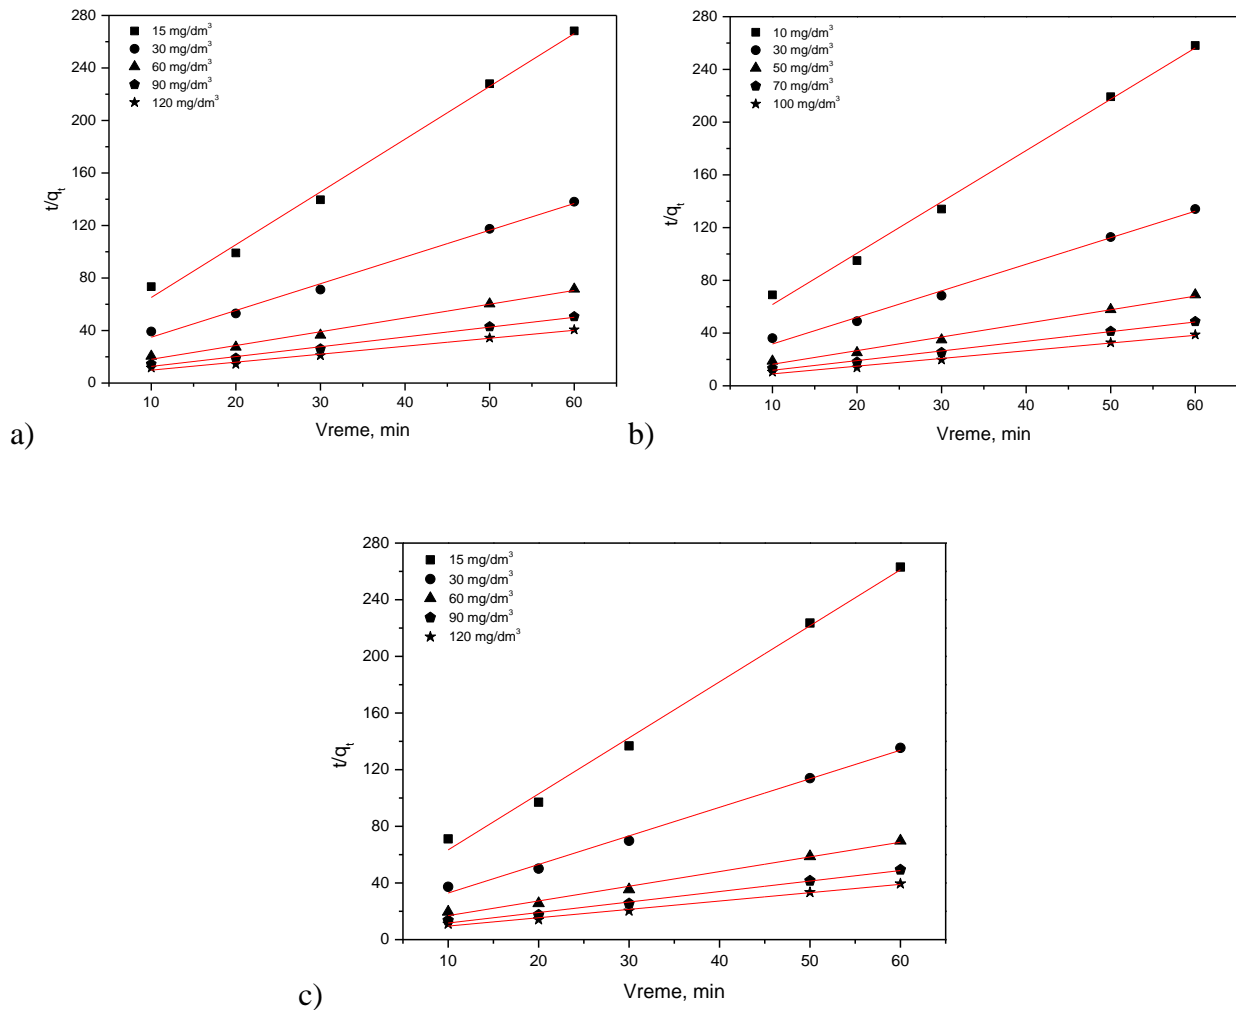 a)
280
240
200
160
120
80
40
0
t/qt
15 mg/dm³
30 mg/dm³
60 mg/dm³
90 mg/dm³
120 mg/dm³
10 20 30 40 50 60
Vreme, min
b)
280
240
200
160
120
80
40
0
t/qt
10 mg/dm³
30 mg/dm³
50 mg/dm³
70 mg/dm³
100 mg/dm³
10 20 30 40 50 60
Vreme, min
c)
280
240
200
160
120
80
40
0
t/qt
15 mg/dm³
30 mg/dm³
60 mg/dm³
90 mg/dm³
120 mg/dm³
10 20 30 40 50 60
Vreme, min